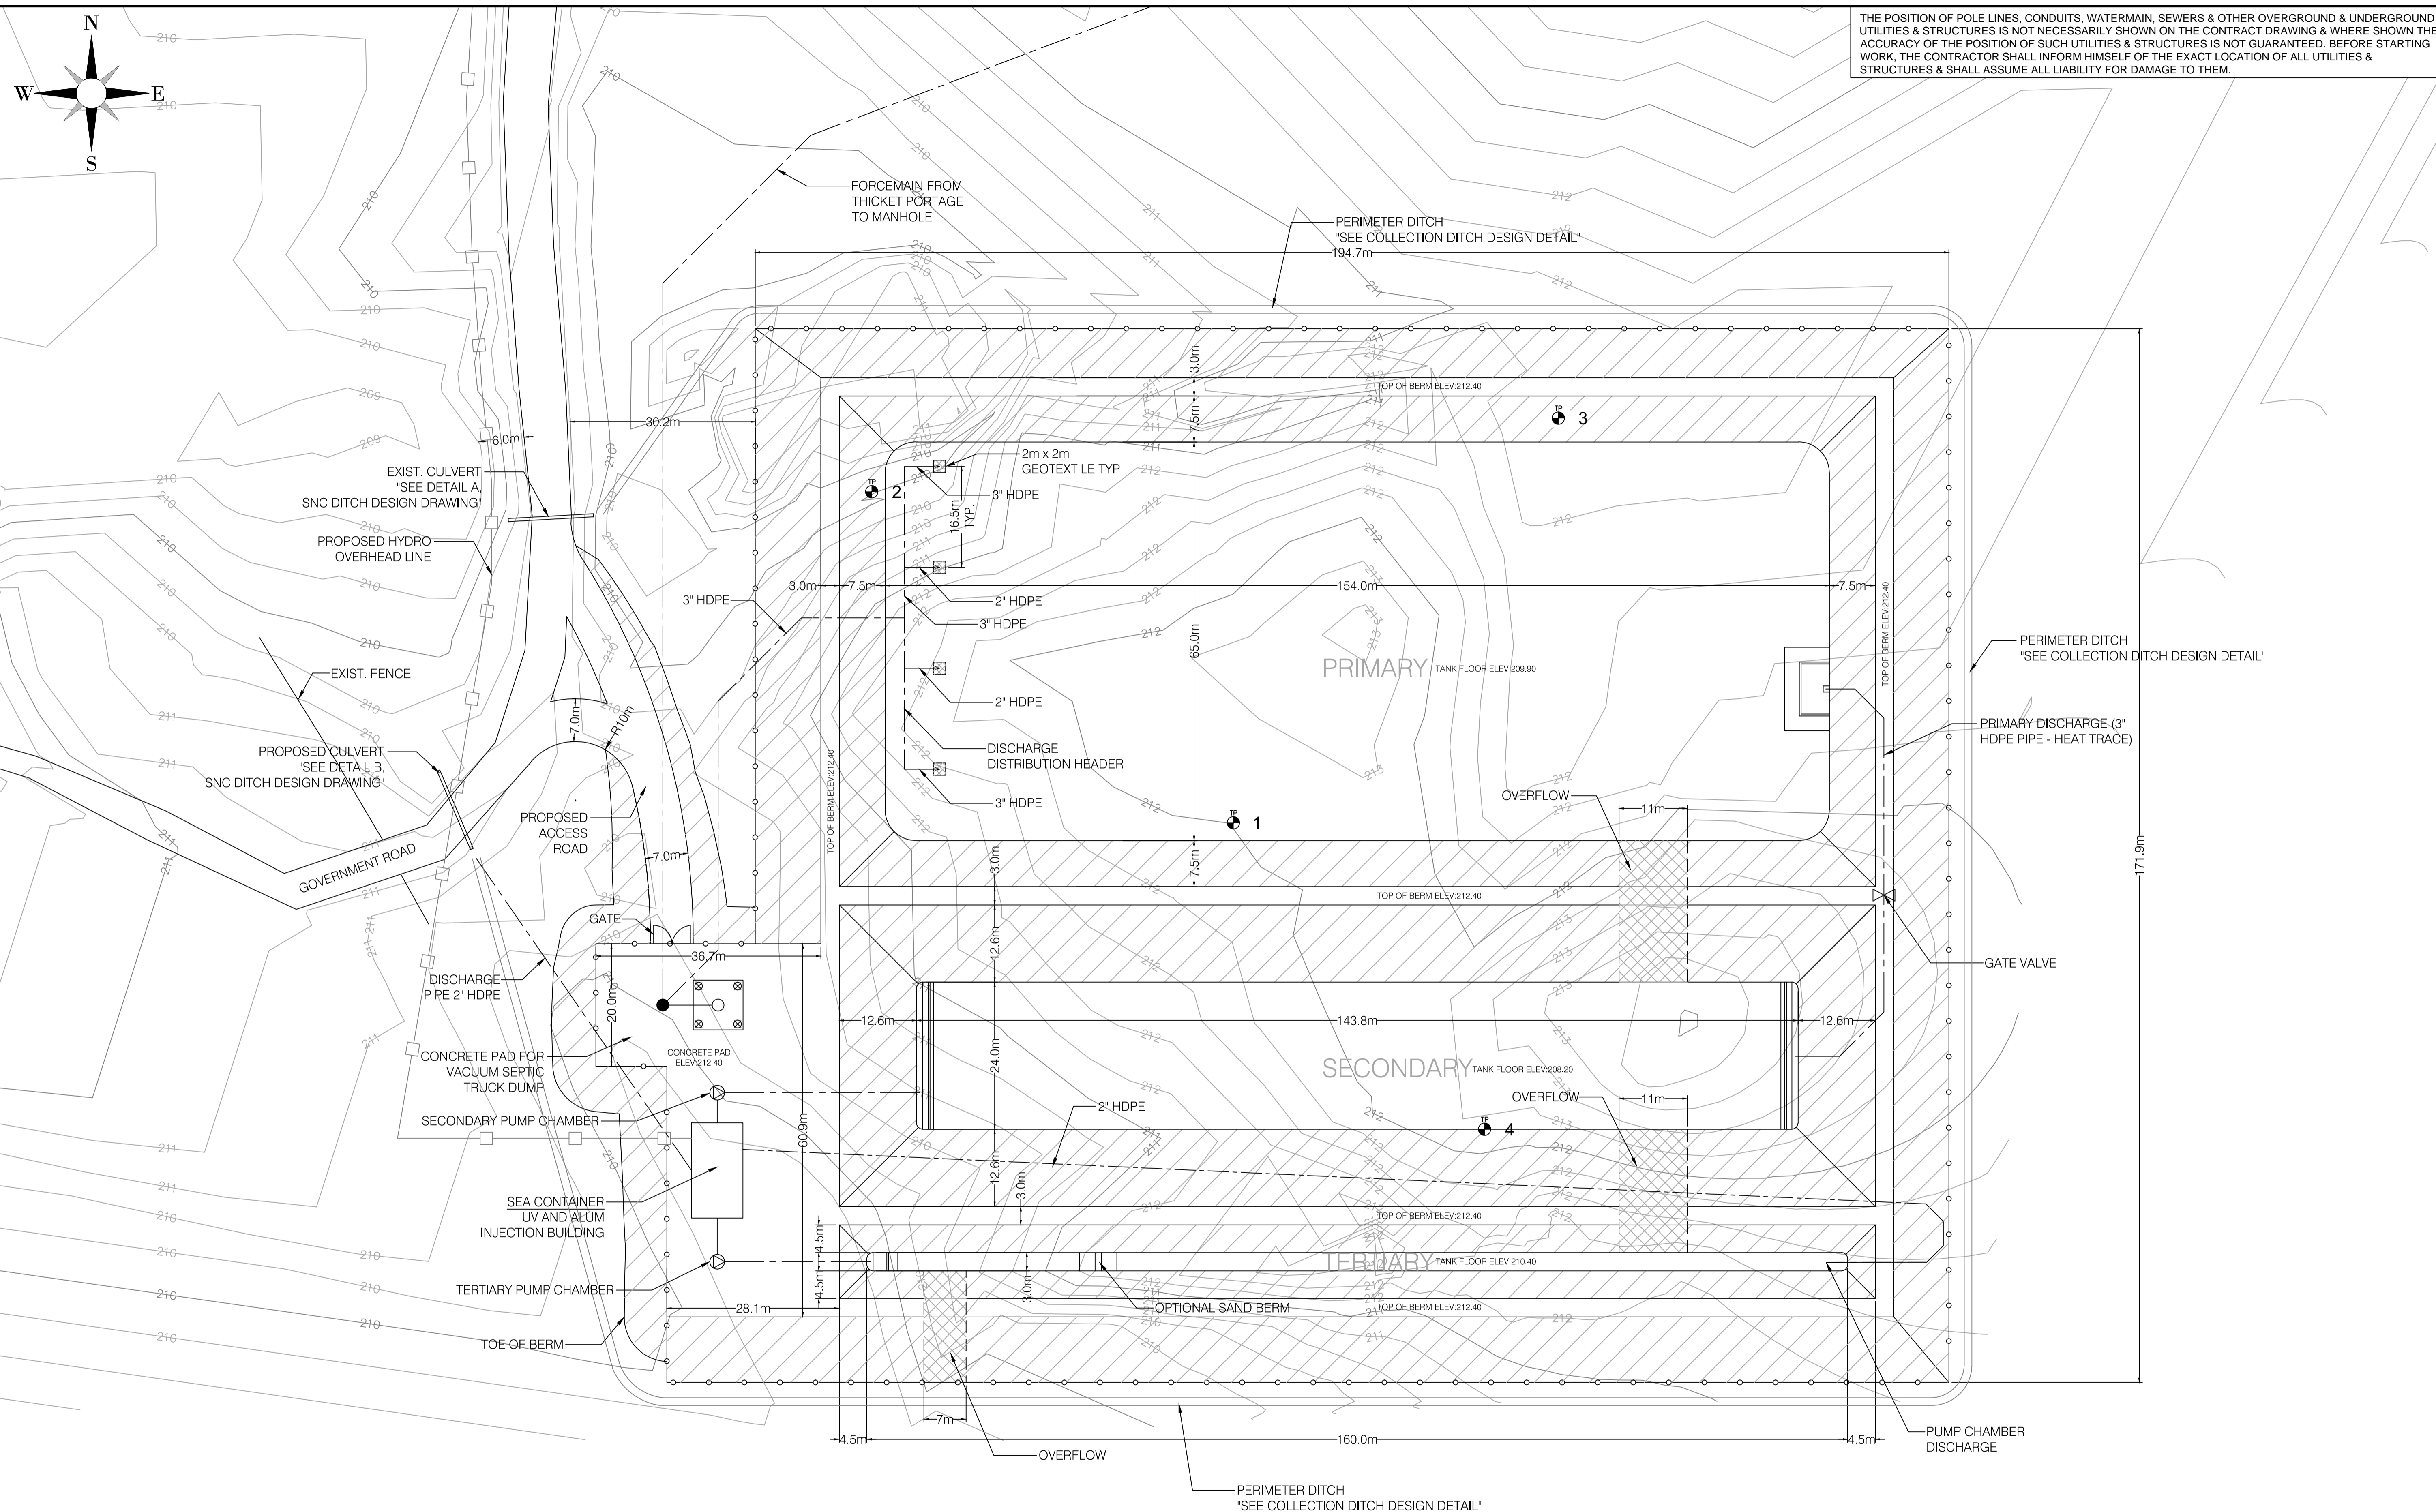 THE POSITION OF POLE LINES, CONDUITS, WATERMAIN, SEWERS & OTHER OVERGROUND & UNDERGROUND
UTILITIES & STRUCTURES IS NOT NECESSARILY SHOWN ON THE CONTRACT DRAWING & WHERE SHOWN THE
ACCURACY OF THE POSITION OF SUCH UTILITIES & STRUCTURES IS NOT GUARANTEED. BEFORE STARTING
WORK, THE CONTRACTOR SHALL INFORM HIMSELF OF THE EXACT LOCATION OF ALL UTILITIES &
STRUCTURES & SHALL ASSUME ALL LIABILITY FOR DAMAGE TO THEM.
N
W
E
S
FORCEMAIN FROM
THICKET PORTAGE
TO MANHOLE
PERIMETER DITCH
"SEE COLLECTION DITCH DESIGN DETAIL"
194.7m
30.2m
6.0m
3.0m
TOP OF BERM ELEV:212.40
7.5m
TP
3
EXIST. CULVERT
"SEE DETAIL A,
SNC DITCH DESIGN DRAWING"
2m x 2m
GEOTEXTILE TYP.
TP
2
3" HDPE
16.5m
TYP.
PROPOSED HYDRO
OVERHEAD LINE
3.0m
7.5m
154.0m
7.5m
3" HDPE
2" HDPE
3" HDPE
65.0m
TOP OF BERM ELEV:212.40
PERIMETER DITCH
"SEE COLLECTION DITCH DESIGN DETAIL"
PRIMARY
TANK FLOOR ELEV:209.90
EXIST. FENCE
2" HDPE
7.0m
R10m
PRIMARY DISCHARGE (3"
HDPE PIPE - HEAT TRACE)
PROPOSED CULVERT
"SEE DETAIL B,
SNC DITCH DESIGN DRAWING"
DISCHARGE
DISTRIBUTION HEADER
TOP OF BERM ELEV:212.40
3" HDPE
OVERFLOW
11m
PROPOSED
ACCESS
ROAD
TP
1
7.0m
171.9m
GOVERNMENT ROAD
3.0m
7.5m
TOP OF BERM ELEV:212.40
GATE
36.7m
12.6m
GATE VALVE
DISCHARGE
PIPE 2" HDPE
20.0m
12.6m
143.8m
12.6m
CONCRETE PAD FOR
VACUUM SEPTIC
TRUCK DUMP
CONCRETE PAD
ELEV:212.40
24.0m
SECONDARY
TANK FLOOR ELEV:208.20
2" HDPE
OVERFLOW
11m
SECONDARY PUMP CHAMBER
TP
4
60.9m
12.6m
3.0m
SEA CONTAINER
UV AND ALUM
INJECTION BUILDING
TOP OF BERM ELEV:212.40
4.5m
TERTIARY
TANK FLOOR ELEV:210.40
TERTIARY PUMP CHAMBER
4.5m
3.0m
28.1m
OPTIONAL SAND BERM
TOP OF BERM ELEV:212.40
TOE OF BERM
7m
4.5m
160.0m
4.5m
OVERFLOW
PUMP CHAMBER
DISCHARGE
PERIMETER DITCH
"SEE COLLECTION DITCH DESIGN DETAIL"